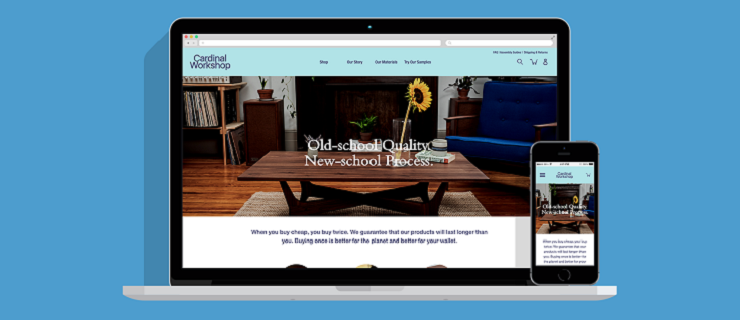 Cardinal
Workshop
Shop Our Story Our Materials Try Our Samples
Old-school Quality.
New-school Process.
When you buy cheap, you buy twice. We guarantee that our products will last longer than
you. Buying once is better for the planet and better for your wallet.
Cardinal
Workshop
Old-school Quality
New-school Process.
When you buy cheap, you buy
twice. We guarantee that our
products will last longer
than you. Buying once is better for
the planet and better for your